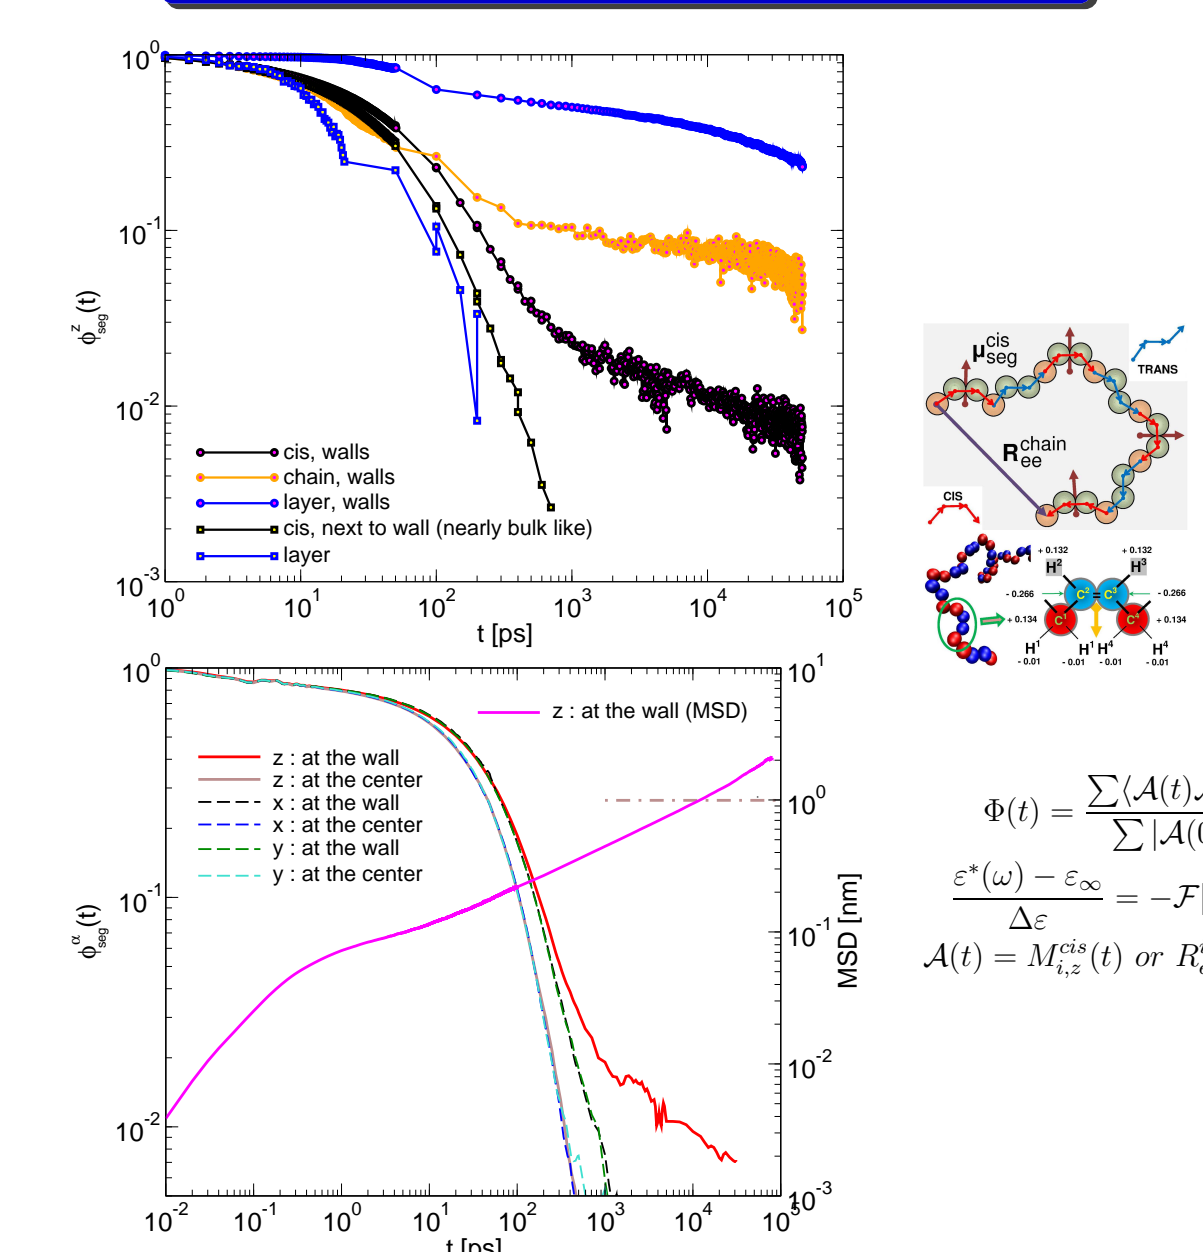 10^0
10^-1
10^-2
10^-3
ϕ^z_seg(t)
cis, walls
chain, walls
layer, walls
cis, next to wall (nearly bulk like)
layer
10^0 10^1 10^2 10^3 10^4 10^5
t [ps]
μ^cis_seg
TRANS
R^chain_ee
CIS
+ 0.132 + 0.132
H^2 H^3
- 0.266 C^2 = C^3 - 0.266
+ 0.134 C^1 C^4 + 0.134
H^1 H^1 H^4 H^4
- 0.01 - 0.01 - 0.01 - 0.01
10^0 10^1
z : at the wall (MSD)
z : at the wall
z : at the center
x : at the wall
x : at the center
y : at the wall
y : at the center
10^0
10^-1
10^-1
10^-2
10^-2
10^-3
ϕ^α_seg(t)
MSD [nm]
10^-2 10^-1 10^0 10^1 10^2 10^3 10^4 10^5
t [ps]
Φ(t) = ∑⟨𝒜(t)
∑ |𝒜(
ε*(ω) − ε_∞
Δε
= −ℱ
𝒜(t) = M^cis_i,z(t) or R